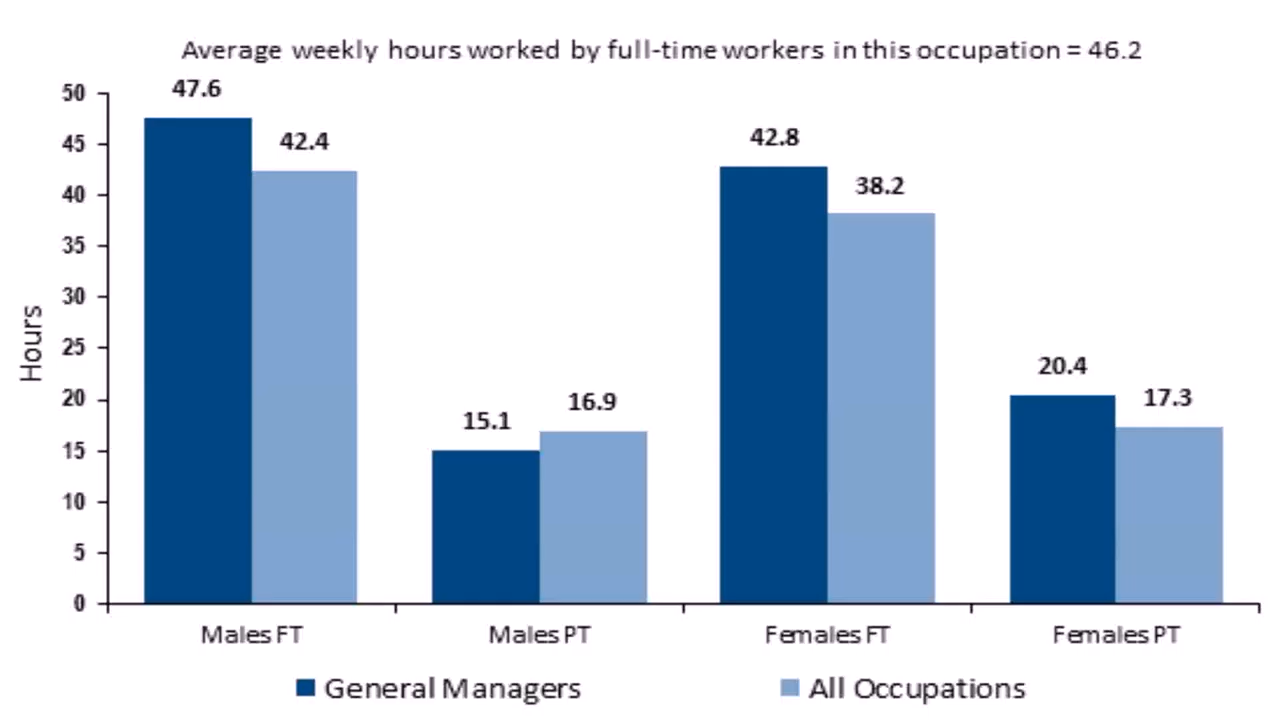 Average weekly hours worked by full-time workers in this occupation = 46.2
Hours
50
45
40
35
30
25
20
15
10
5
0
47.6
42.4
15.1
16.9
42.8
38.2
20.4
17.3
Males FT
Males PT
Females FT
Females PT
General Managers
All Occupations